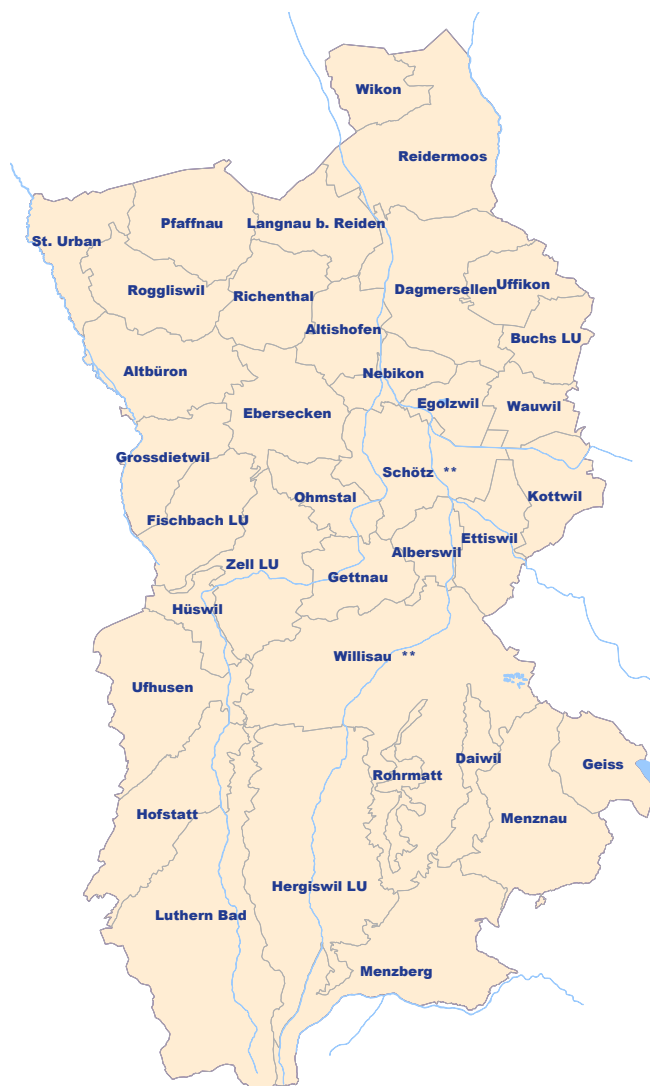 Wikon
Reidermoos
Pfaffnau
Langnau b. Reiden
St. Urban
Roggliswil
Richenthal
Dagmersellen
Uffikon
Altishofen
Buchs LU
Altbüron
Nebikon
Egolzwil
Wauwil
Ebersecken
Grossdietwil
Schötz **
Ohmstal
Kottwil
Fischbach LU
Ettiswil
Alberswil
Zell LU
Gettnau
Hüswil
Willisau **
Ufhusen
Daiwil
Geiss
Rohrmatt
Hofstatt
Menznau
Hergiswil LU
Luthern Bad
Menzberg